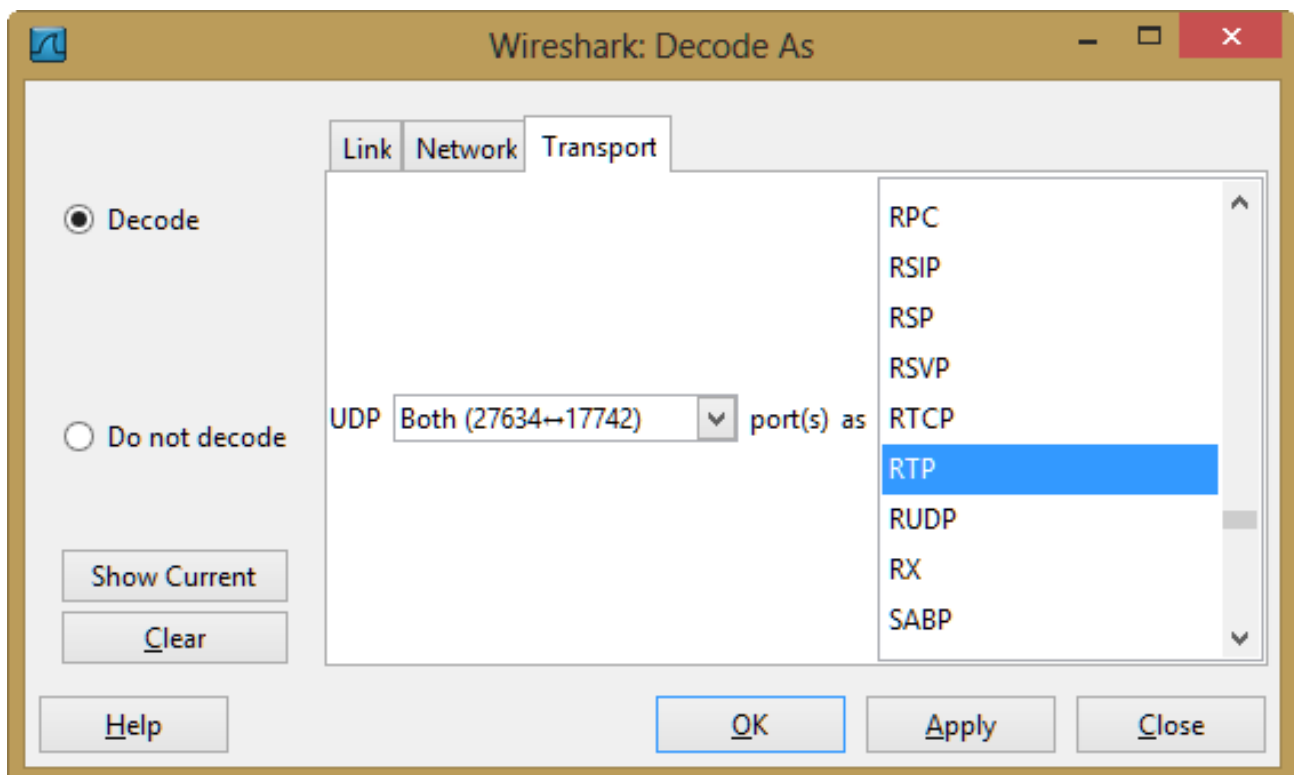 Wireshark: Decode As
Link Network Transport
Decode
Do not decode
Show Current
Clear
UDP Both (27634↔17742) port(s) as
RPC
RSIP
RSP
RSVP
RTCP
RTP
RUDP
RX
SABP
Help OK Apply Close